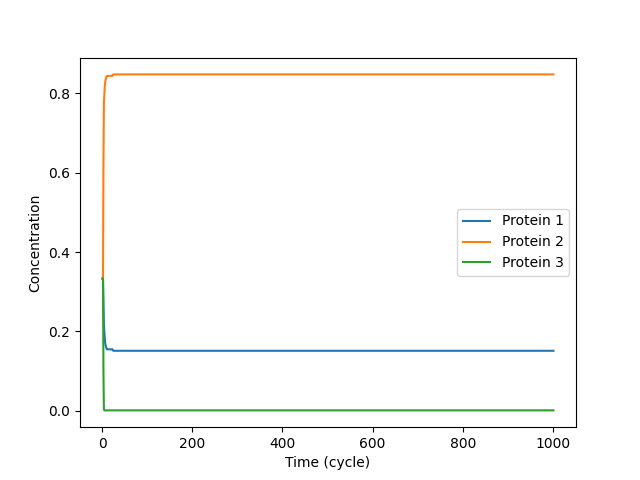 0.8
0.6
0.4
0.2
0.0
Concentration
Protein 1
Protein 2
Protein 3
0 200 400 600 800 1000
Time (cycle)